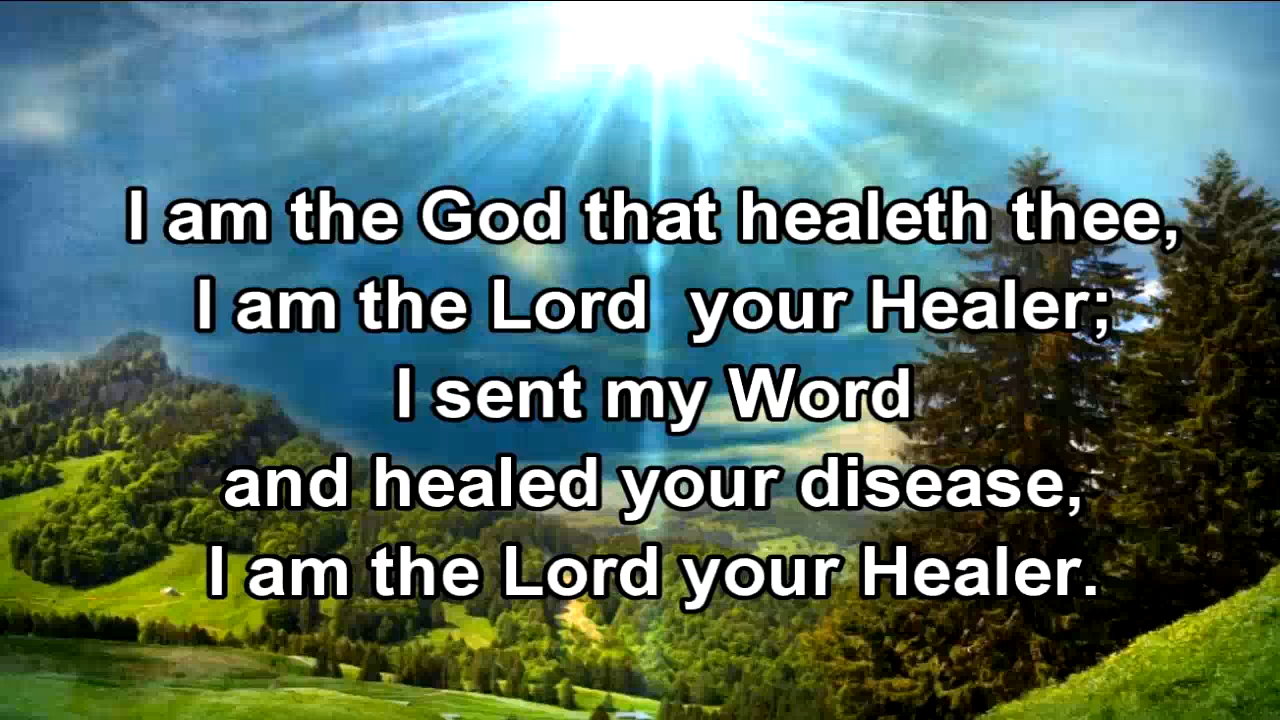 I am the God that healeth thee,
I am the Lord  your Healer;
I sent my Word
and healed your disease,
I am the Lord your Healer.